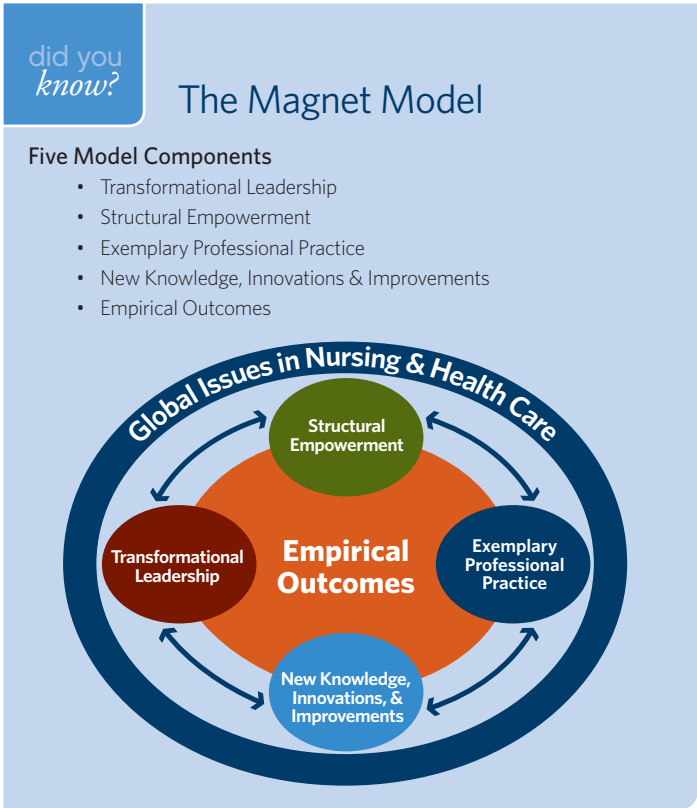 did you
know?
The Magnet Model
Five Model Components
• Transformational Leadership
• Structural Empowerment
• Exemplary Professional Practice
• New Knowledge, Innovations & Improvements
• Empirical Outcomes
Global Issues in Nursing & Health Care
Structural
Empowerment
Transformational
Leadership
Empirical
Outcomes
Exemplary
Professional
Practice
New Knowledge,
Innovations, &
Improvements